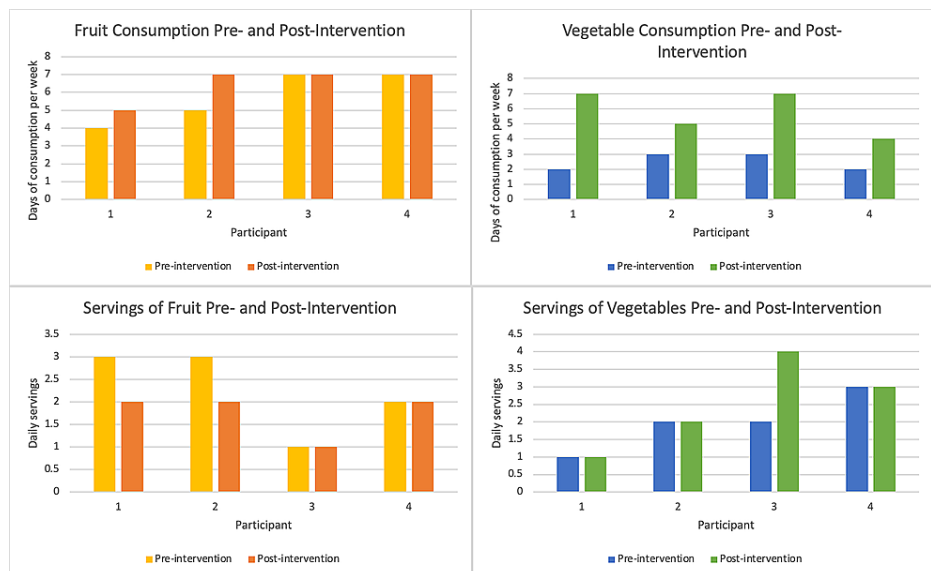 Fruit Consumption Pre- and Post-Intervention
Days of consumption per week
8
7
6
5
4
3
2
1
0
1 2 3 4
Participant
Pre-intervention Post-intervention
Vegetable Consumption Pre- and Post-
Intervention
Days of consumption per week
8
7
6
5
4
3
2
1
0
1 2 3 4
Participant
Pre-intervention Post-intervention
Servings of Fruit Pre- and Post-Intervention
Daily servings
3.5
3
2.5
2
1.5
1
0.5
0
1 2 3 4
Participant
Pre-intervention Post-intervention
Servings of Vegetables Pre- and Post-Intervention
Daily servings
4.5
4
3.5
3
2.5
2
1.5
1
0.5
0
1 2 3 4
Participant
Pre-intervention Post-intervention